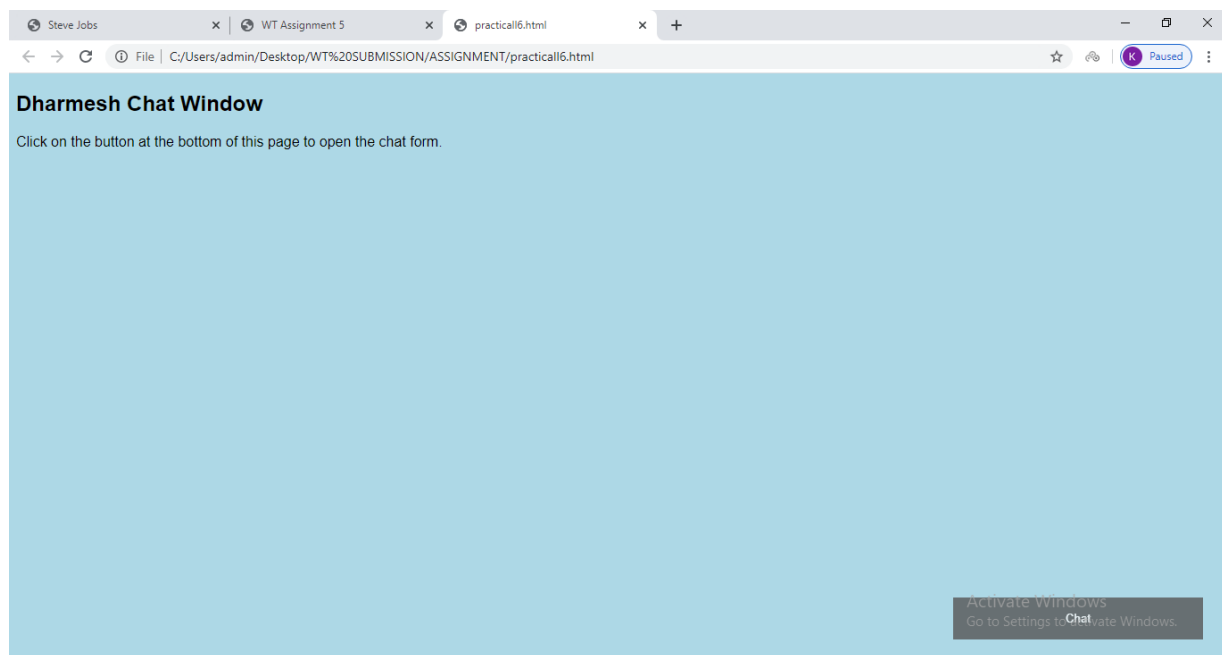 Steve Jobs
WT Assignment 5
practicall6.html
File
C:/Users/admin/Desktop/WT%20SUBMISSION/ASSIGNMENT/practicall6.html
K
Paused
Dharmesh Chat Window
Click on the button at the bottom of this page to open the chat form.
Activate Windows
Chat
Go to Settings to activate Windows.